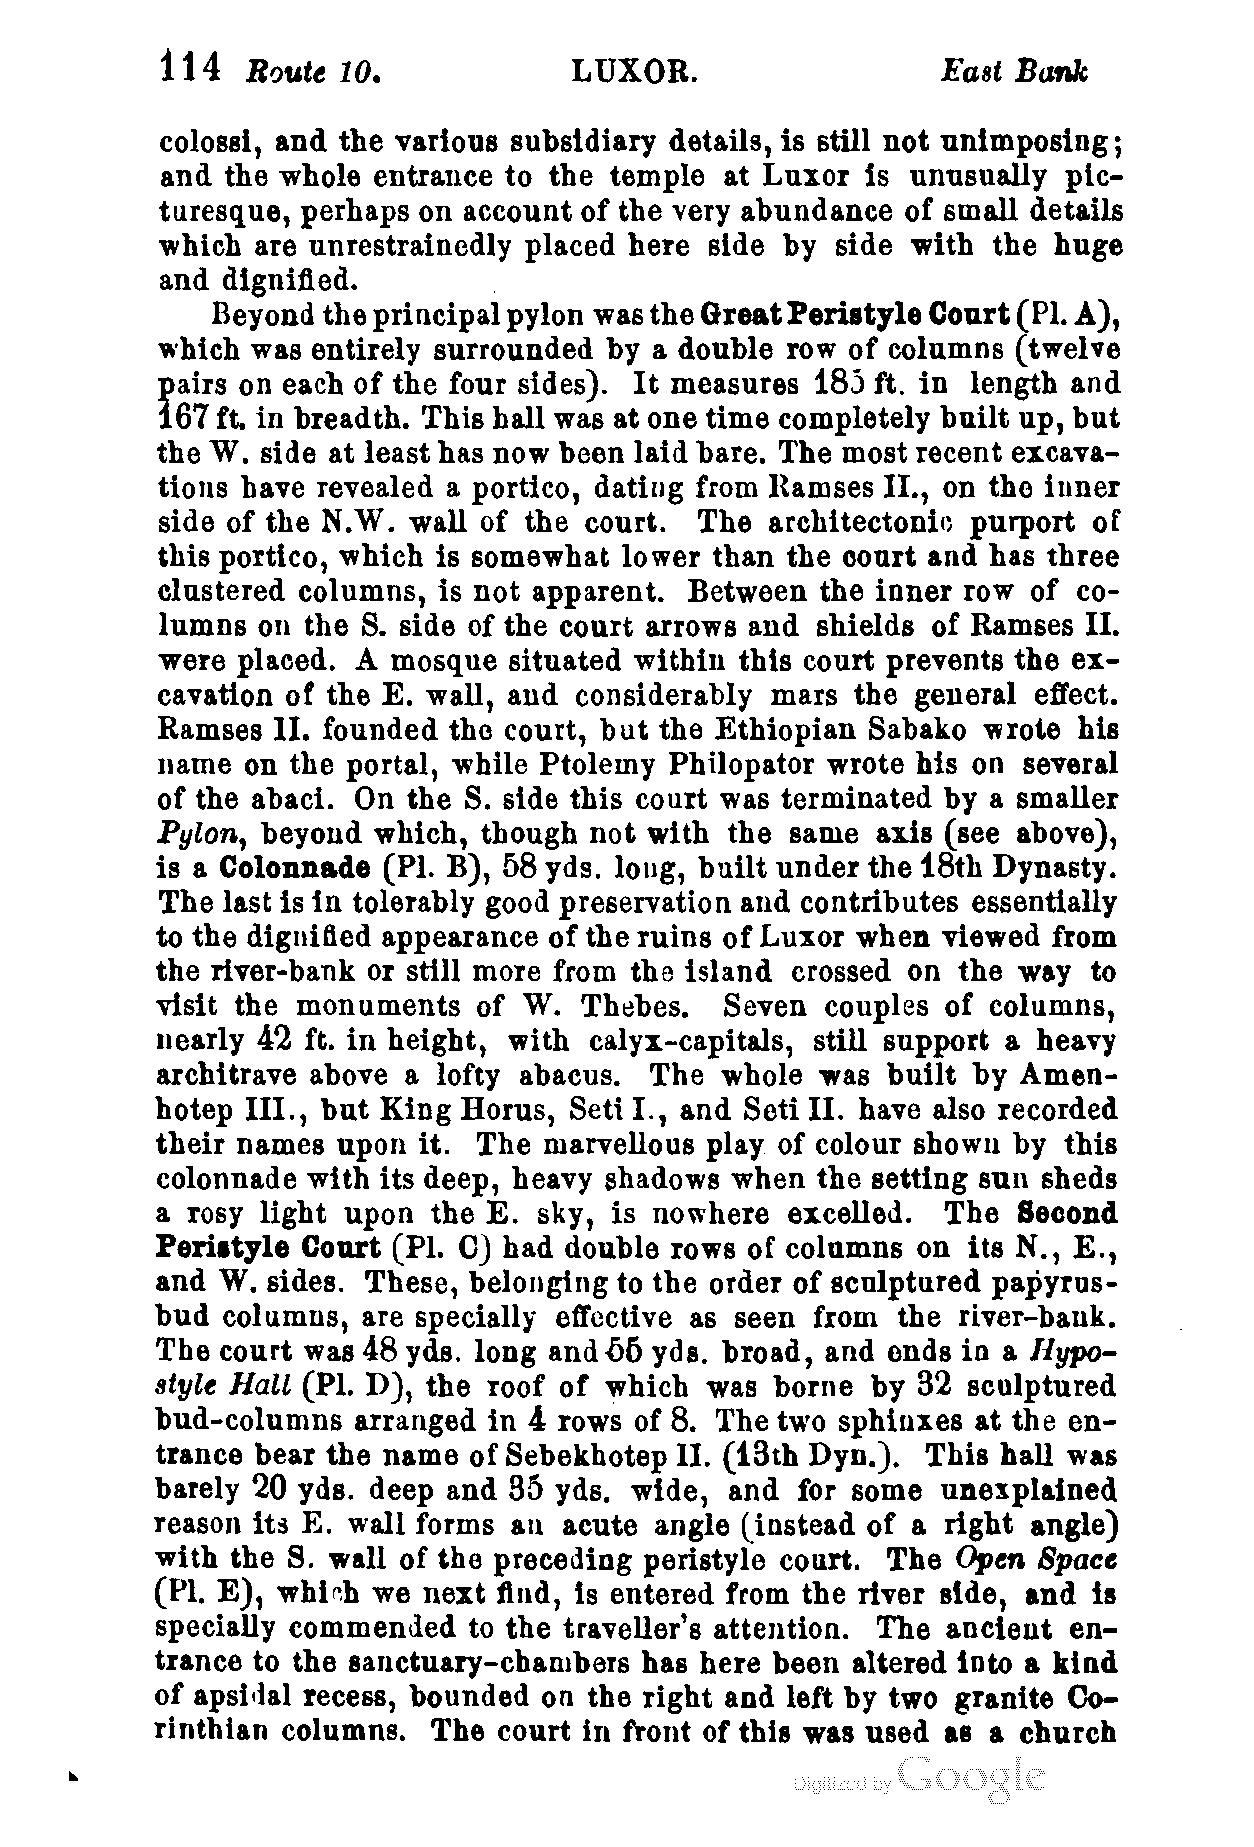 114 Route 10. LUXOR. East Bank
colossi, and the various subsidiary details, is still not unimposing;
and the whole entrance to the temple at Luxor is unusually pic-
turesque, perhaps on account of the very abundance of small details
which are unrestrainedly placed here side by side with the huge
and dignified.
Beyond the principal pylon was the Great Peristyle Court (Pl. A),
which was entirely surrounded by a double row of columns (twelve
pairs on each of the four sides). It measures 185 ft. in length and
167 ft. in breadth. This hall was at one time completely built up, but
the W. side at least has now been laid bare. The most recent excava-
tions have revealed a portico, dating from Ramses II., on the inner
side of the N.W. wall of the court. The architectonic purport of
this portico, which is somewhat lower than the court and has three
clustered columns, is not apparent. Between the inner row of co-
lumns on the S. side of the court arrows and shields of Ramses II.
were placed. A mosque situated within this court prevents the ex-
cavation of the E. wall, and considerably mars the general effect.
Ramses II. founded the court, but the Ethiopian Sabako wrote his
name on the portal, while Ptolemy Philopator wrote his on several
of the abaci. On the S. side this court was terminated by a smaller
Pylon, beyond which, though not with the same axis (see above),
is a Colonnade (Pl. B), 58 yds. long, built under the 18th Dynasty.
The last is in tolerably good preservation and contributes essentially
to the dignified appearance of the ruins of Luxor when viewed from
the river-bank or still more from the island crossed on the way to
visit the monuments of W. Thebes. Seven couples of columns,
nearly 42 ft. in height, with calyx-capitals, still support a heavy
architrave above a lofty abacus. The whole was built by Amen-
hotep III., but King Horus, Seti I., and Seti II. have also recorded
their names upon it. The marvellous play of colour shown by this
colonnade with its deep, heavy shadows when the setting sun sheds
a rosy light upon the E. sky, is nowhere excelled. The Second
Peristyle Court (Pl. C) had double rows of columns on its N., E.,
and W. sides. These, belonging to the order of sculptured papyrus-
bud columns, are specially effective as seen from the river-bank.
The court was 48 yds. long and 55 yds. broad, and ends in a Hypo-
style Hall (Pl. D), the roof of which was borne by 32 sculptured
bud-columns arranged in 4 rows of 8. The two sphinxes at the en-
trance bear the name of Sebekhotep II. (13th Dyn.). This hall was
barely 20 yds. deep and 35 yds. wide, and for some unexplained
reason its E. wall forms an acute angle (instead of a right angle)
with the S. wall of the preceding peristyle court. The Open Space
(Pl. E), which we next find, is entered from the river side, and is
specially commended to the traveller's attention. The ancient en-
trance to the sanctuary-chambers has here been altered into a kind
of apsidal recess, bounded on the right and left by two granite Co-
rinthian columns. The court in front of this was used as a church
Digitized by Google